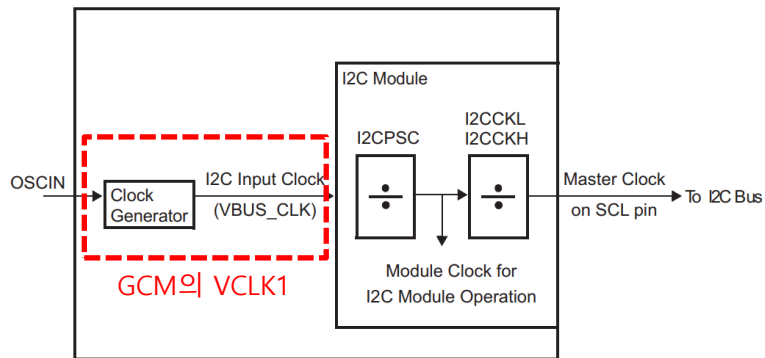 I2C Module
I2CPSC
I2CCKL
I2CCKH
OSCIN
Clock
Generator
I2C Input Clock
(VBUS_CLK)
Master Clock
on SCL pin
To I2C Bus
Module Clock for
I2C Module Operation
GCM의 VCLK1